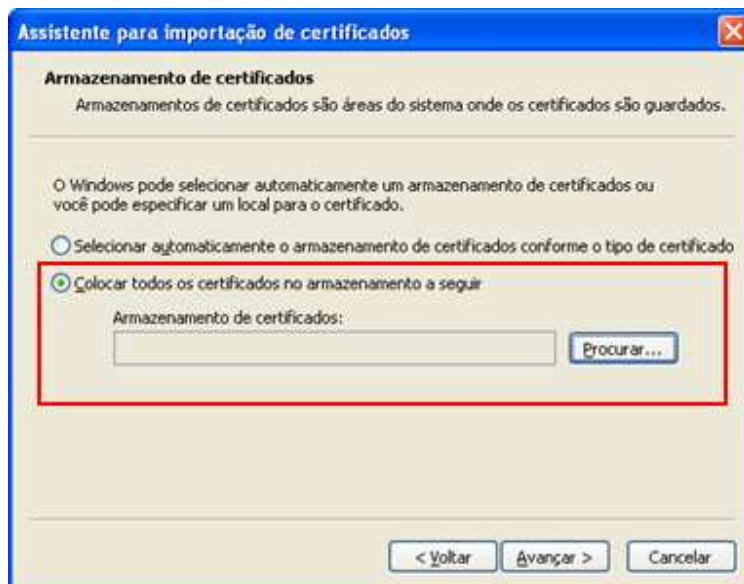 Assistente para importação de certificados
Armazenamento de certificados
Armazenamentos de certificados são áreas do sistema onde os certificados são guardados.
O Windows pode selecionar automaticamente um armazenamento de certificados ou
você pode especificar um local para o certificado.
Selecionar automaticamente o armazenamento de certificados conforme o tipo de certificado
Colocar todos os certificados no armazenamento a seguir
Armazenamento de certificados:
Procurar...
< Voltar Avançar > Cancelar